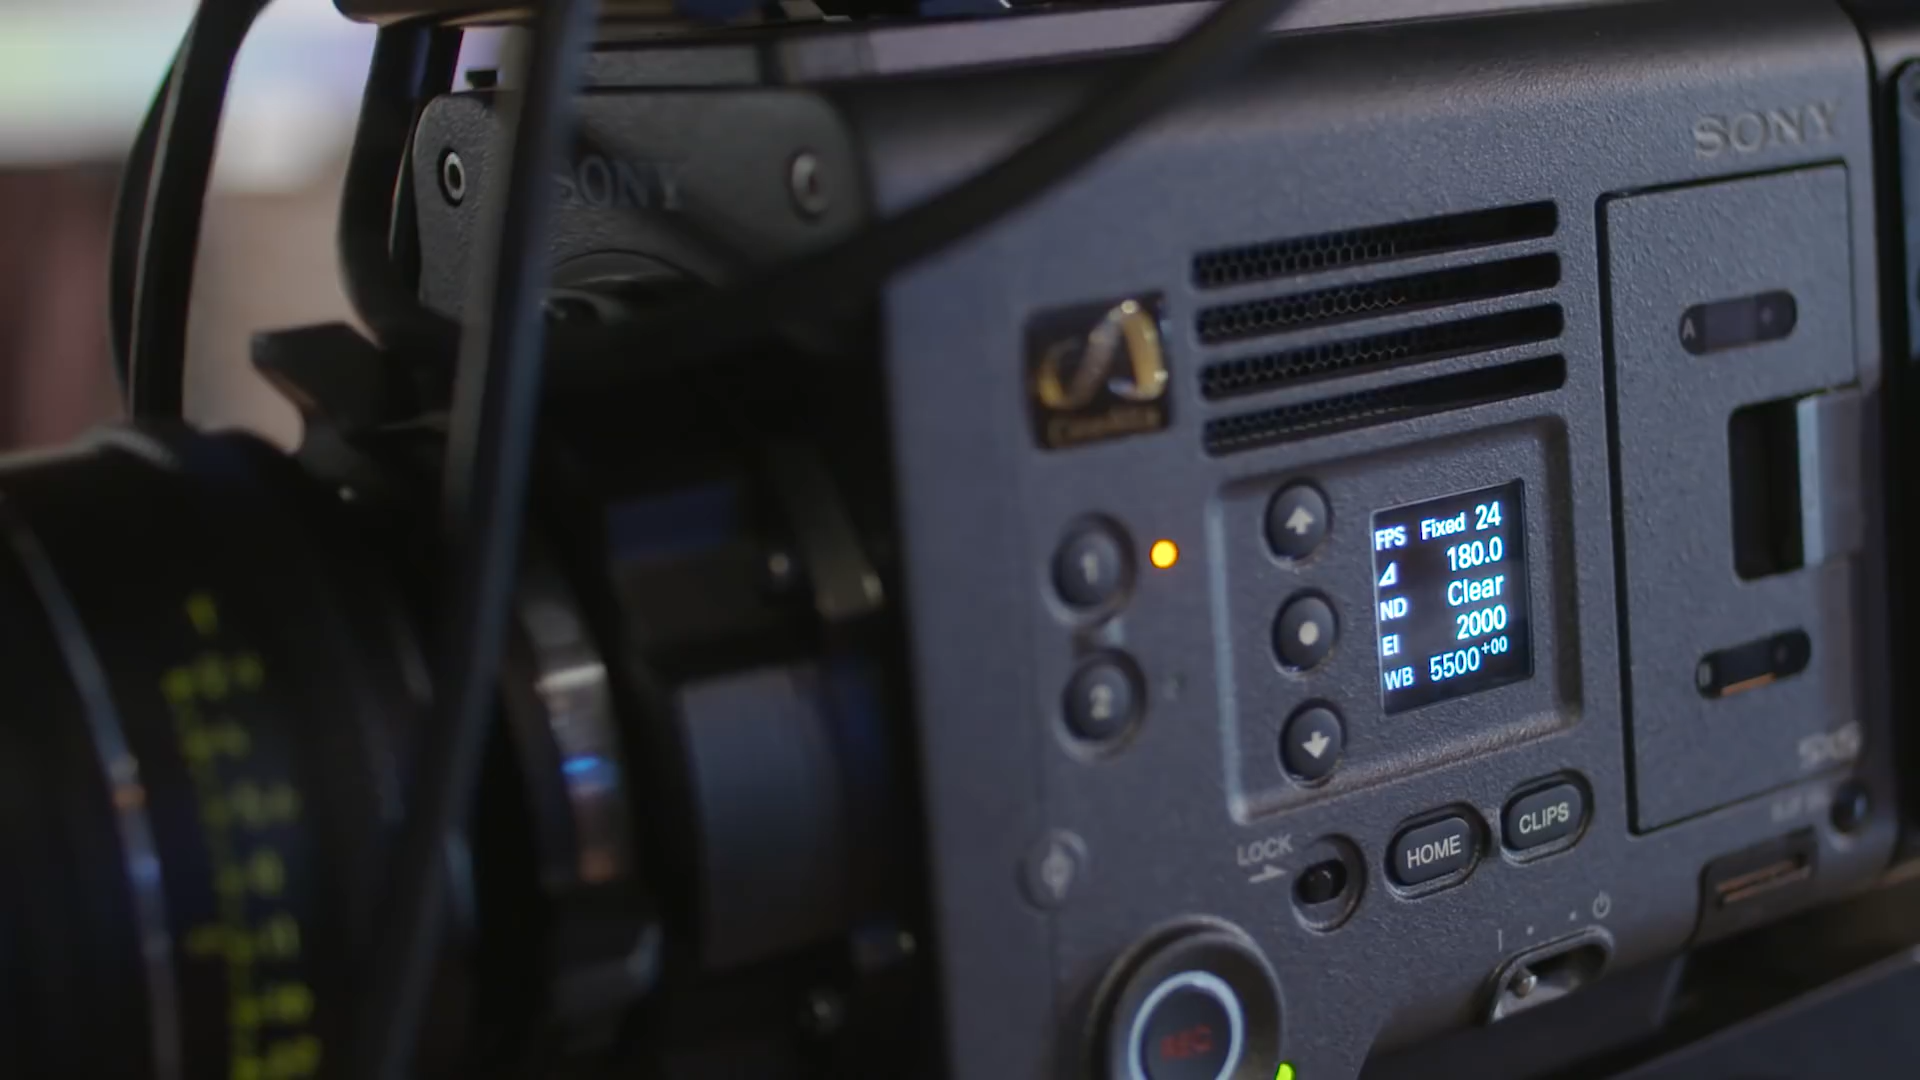 SONY
SONY
A
1
2
FPS Fixed 24
180.0
ND Clear
EI 2000
WB 5500+00
LOCK
HOME
CLIPS
REC